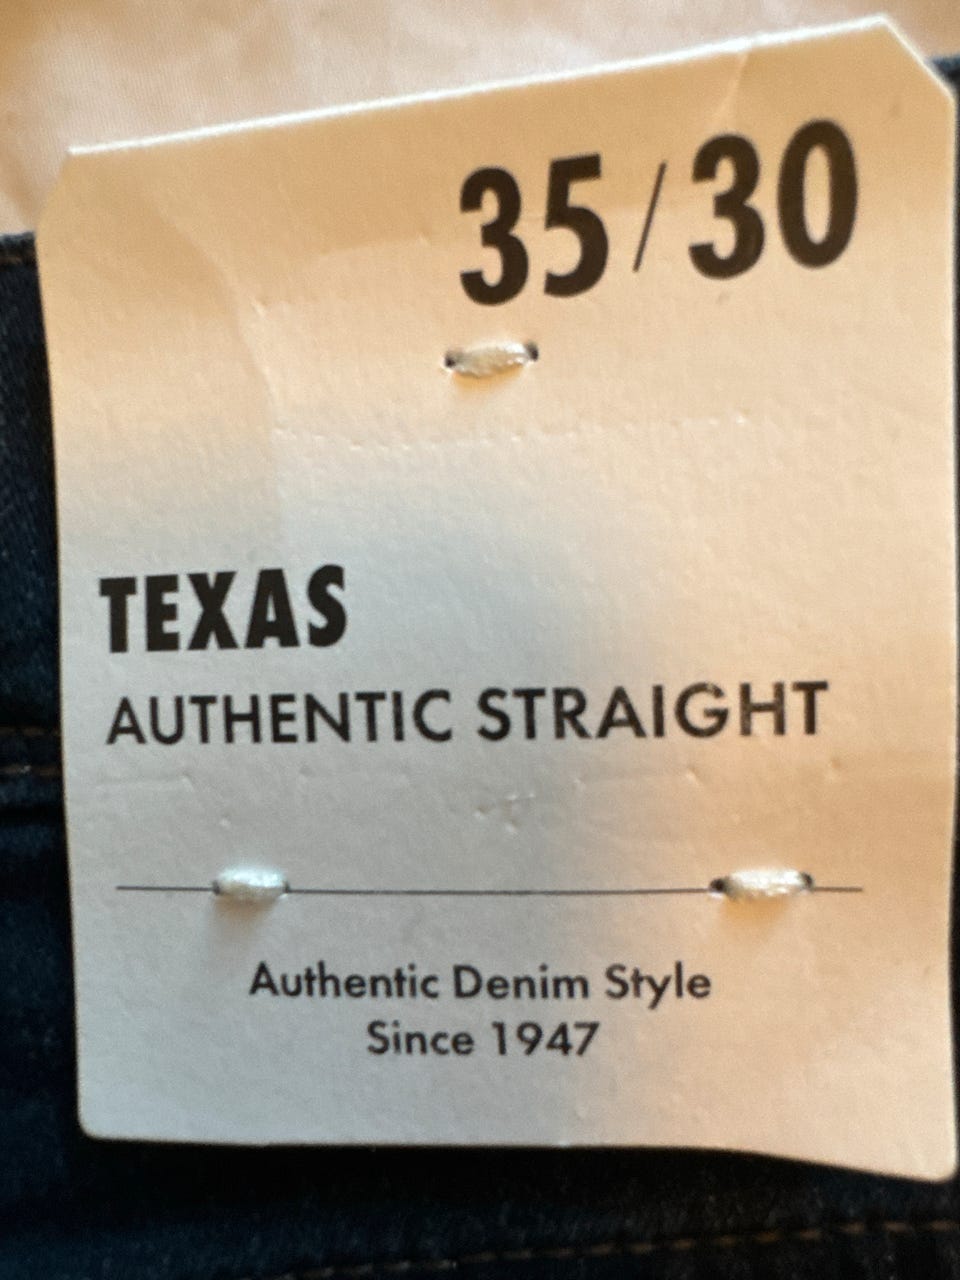 35/30
TEXAS
AUTHENTIC STRAIGHT
Authentic Denim Style
Since 1947